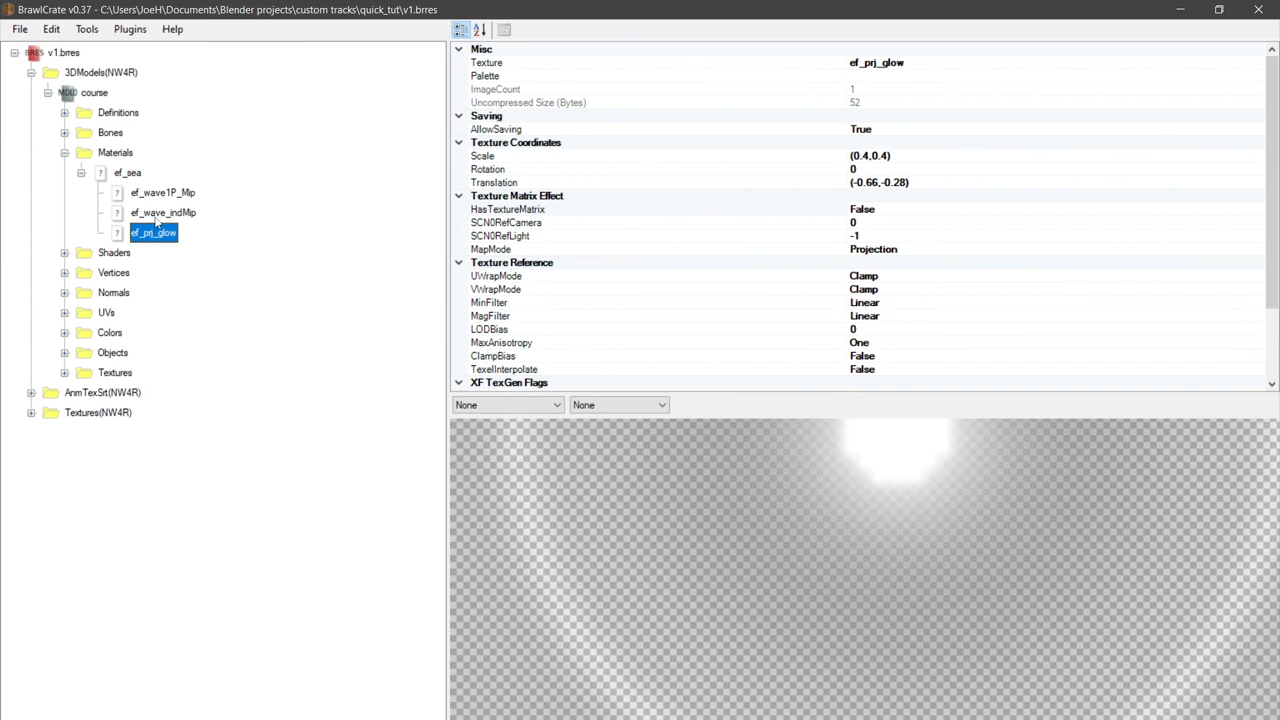 BrawlCrate v0.37 - C:\Users\JoeH\Documents\Blender projects\custom tracks\quick_tut\v1.brres
File Edit Tools Plugins Help
BRES v1.brres
3DModels(NW4R)
MDL0 course
Definitions
Bones
Materials
? ef_sea
? ef_wave1P_Mip
? ef_wave_indMip
? ef_prj_glow
Shaders
Vertices
Normals
UVs
Colors
Objects
Textures
AnmTexSrt(NW4R)
Textures(NW4R)
Misc
Texture ef_prj_glow
Palette
ImageCount 1
Uncompressed Size (Bytes) 52
Saving
AllowSaving True
Texture Coordinates
Scale (0.4,0.4)
Rotation 0
Translation (-0.66,-0.28)
Texture Matrix Effect
HasTextureMatrix False
SCN0RefCamera 0
SCN0RefLight -1
MapMode Projection
Texture Reference
UWrapMode Clamp
VWrapMode Clamp
MinFilter Linear
MagFilter Linear
LODBias 0
MaxAnisotropy One
ClampBias False
TexelInterpolate False
XF TexGen Flags
None None